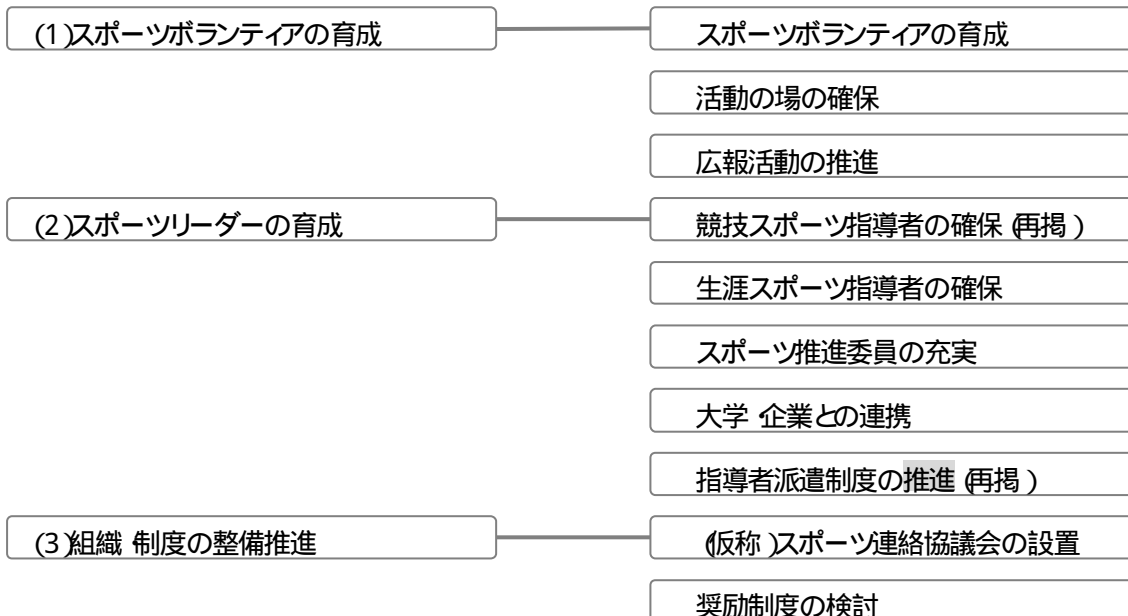 (1)スポーツボランティアの育成
スポーツボランティアの育成
活動の場の確保
広報活動の推進
(2)スポーツリーダーの育成
競技スポーツ指導者の確保(再掲)
生涯スポーツ指導者の確保
スポーツ推進委員の充実
大学・企業との連携
指導者派遣制度の推進(再掲)
(3)組織・制度の整備推進
(仮称)スポーツ連絡協議会の設置
奨励制度の検討